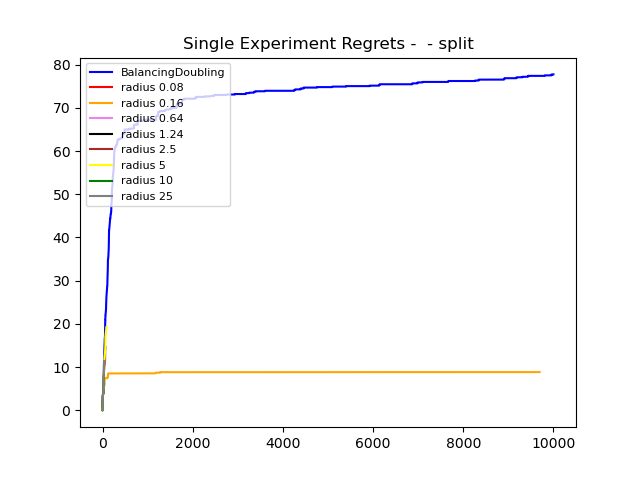 Single Experiment Regrets -  - split
80
70
60
50
40
30
20
10
0
BalancingDoubling
radius 0.08
radius 0.16
radius 0.64
radius 1.24
radius 2.5
radius 5
radius 10
radius 25
0 2000 4000 6000 8000 10000